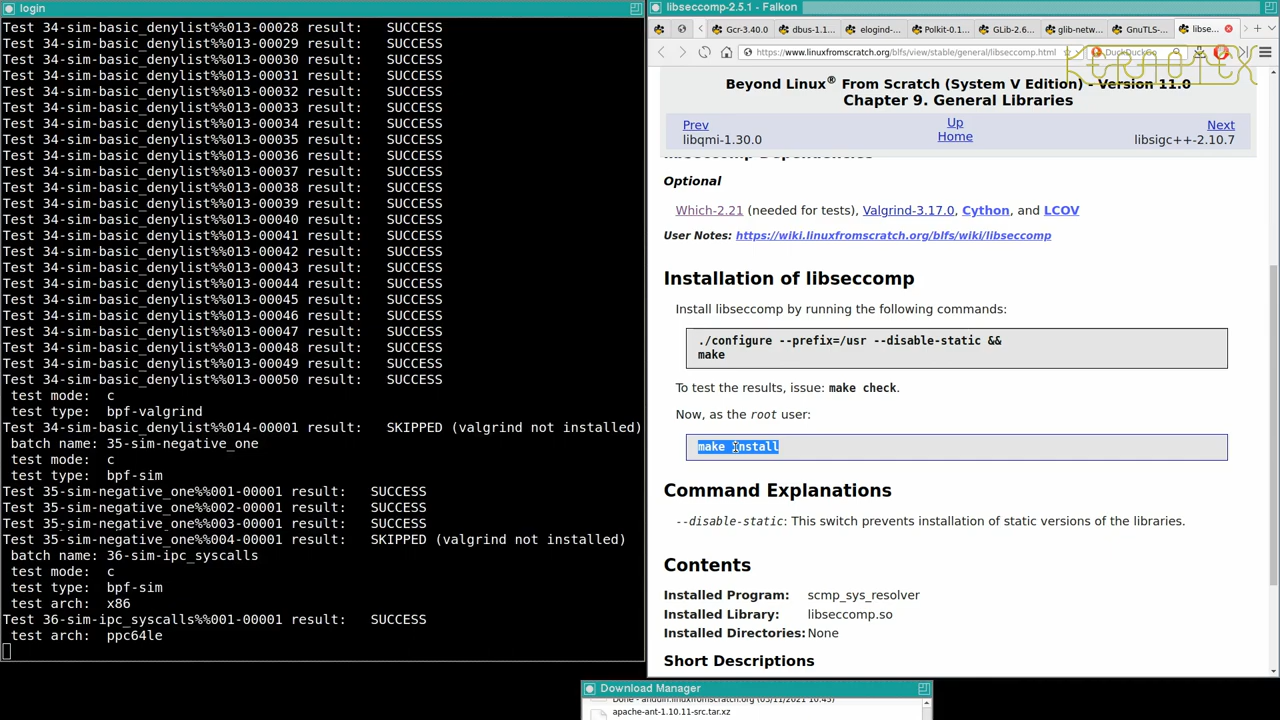 login
Test 34-sim-basic_denylist%%013-00028 result:   SUCCESS
Test 34-sim-basic_denylist%%013-00029 result:   SUCCESS
Test 34-sim-basic_denylist%%013-00030 result:   SUCCESS
Test 34-sim-basic_denylist%%013-00031 result:   SUCCESS
Test 34-sim-basic_denylist%%013-00032 result:   SUCCESS
Test 34-sim-basic_denylist%%013-00033 result:   SUCCESS
Test 34-sim-basic_denylist%%013-00034 result:   SUCCESS
Test 34-sim-basic_denylist%%013-00035 result:   SUCCESS
Test 34-sim-basic_denylist%%013-00036 result:   SUCCESS
Test 34-sim-basic_denylist%%013-00037 result:   SUCCESS
Test 34-sim-basic_denylist%%013-00038 result:   SUCCESS
Test 34-sim-basic_denylist%%013-00039 result:   SUCCESS
Test 34-sim-basic_denylist%%013-00040 result:   SUCCESS
Test 34-sim-basic_denylist%%013-00041 result:   SUCCESS
Test 34-sim-basic_denylist%%013-00042 result:   SUCCESS
Test 34-sim-basic_denylist%%013-00043 result:   SUCCESS
Test 34-sim-basic_denylist%%013-00044 result:   SUCCESS
Test 34-sim-basic_denylist%%013-00045 result:   SUCCESS
Test 34-sim-basic_denylist%%013-00046 result:   SUCCESS
Test 34-sim-basic_denylist%%013-00047 result:   SUCCESS
Test 34-sim-basic_denylist%%013-00048 result:   SUCCESS
Test 34-sim-basic_denylist%%013-00049 result:   SUCCESS
Test 34-sim-basic_denylist%%013-00050 result:   SUCCESS
test mode:  c
test type:  bpf-valgrind
Test 34-sim-basic_denylist%%014-00001 result:   SKIPPED (valgrind not installed)
batch name: 35-sim-negative_one
test mode:  c
test type:  bpf-sim
Test 35-sim-negative_one%%001-00001 result:   SUCCESS
Test 35-sim-negative_one%%002-00001 result:   SUCCESS
Test 35-sim-negative_one%%003-00001 result:   SUCCESS
Test 35-sim-negative_one%%004-00001 result:   SKIPPED (valgrind not installed)
batch name: 36-sim-ipc_syscalls
test mode:  c
test type:  bpf-sim
test arch:  x86
Test 36-sim-ipc_syscalls%%001-00001 result:   SUCCESS
test arch:  ppc64le
libseccomp-2.5.1 - Falkon
Gcr-3.40.0 dbus-1.1... elogind-... Polkit-0.1... GLib-2.6... glib-netw... GnuTLS-... libse...
https://www.linuxfromscratch.org/blfs/view/stable/general/libseccomp.html DuckDuckGo
KERNOTEX
Beyond Linux® From Scratch (System V Edition) - Version 11.0
Chapter 9. General Libraries
Prev Up Next
libqmi-1.30.0 Home libsigc++-2.10.7
libseccomp Dependencies
Optional
Which-2.21 (needed for tests), Valgrind-3.17.0, Cython, and LCOV
User Notes: https://wiki.linuxfromscratch.org/blfs/wiki/libseccomp
Installation of libseccomp
Install libseccomp by running the following commands:
./configure --prefix=/usr --disable-static &&
make
To test the results, issue: make check.
Now, as the root user:
make install
Command Explanations
--disable-static: This switch prevents installation of static versions of the libraries.
Contents
Installed Program: scmp_sys_resolver
Installed Library: libseccomp.so
Installed Directories: None
Short Descriptions
Download Manager
Done - anduin.linuxfromscratch.org (05/11/2021 10:45)
apache-ant-1.10.11-src.tar.xz